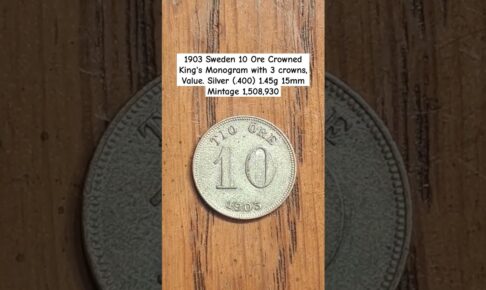 1903 Sweden 10 Ore Crowned
King's Monogram with 3 crowns,
Value. Silver (.400) 1.45g 15mm
Mintage 1,508,930
TIO ÖRE
10
1903